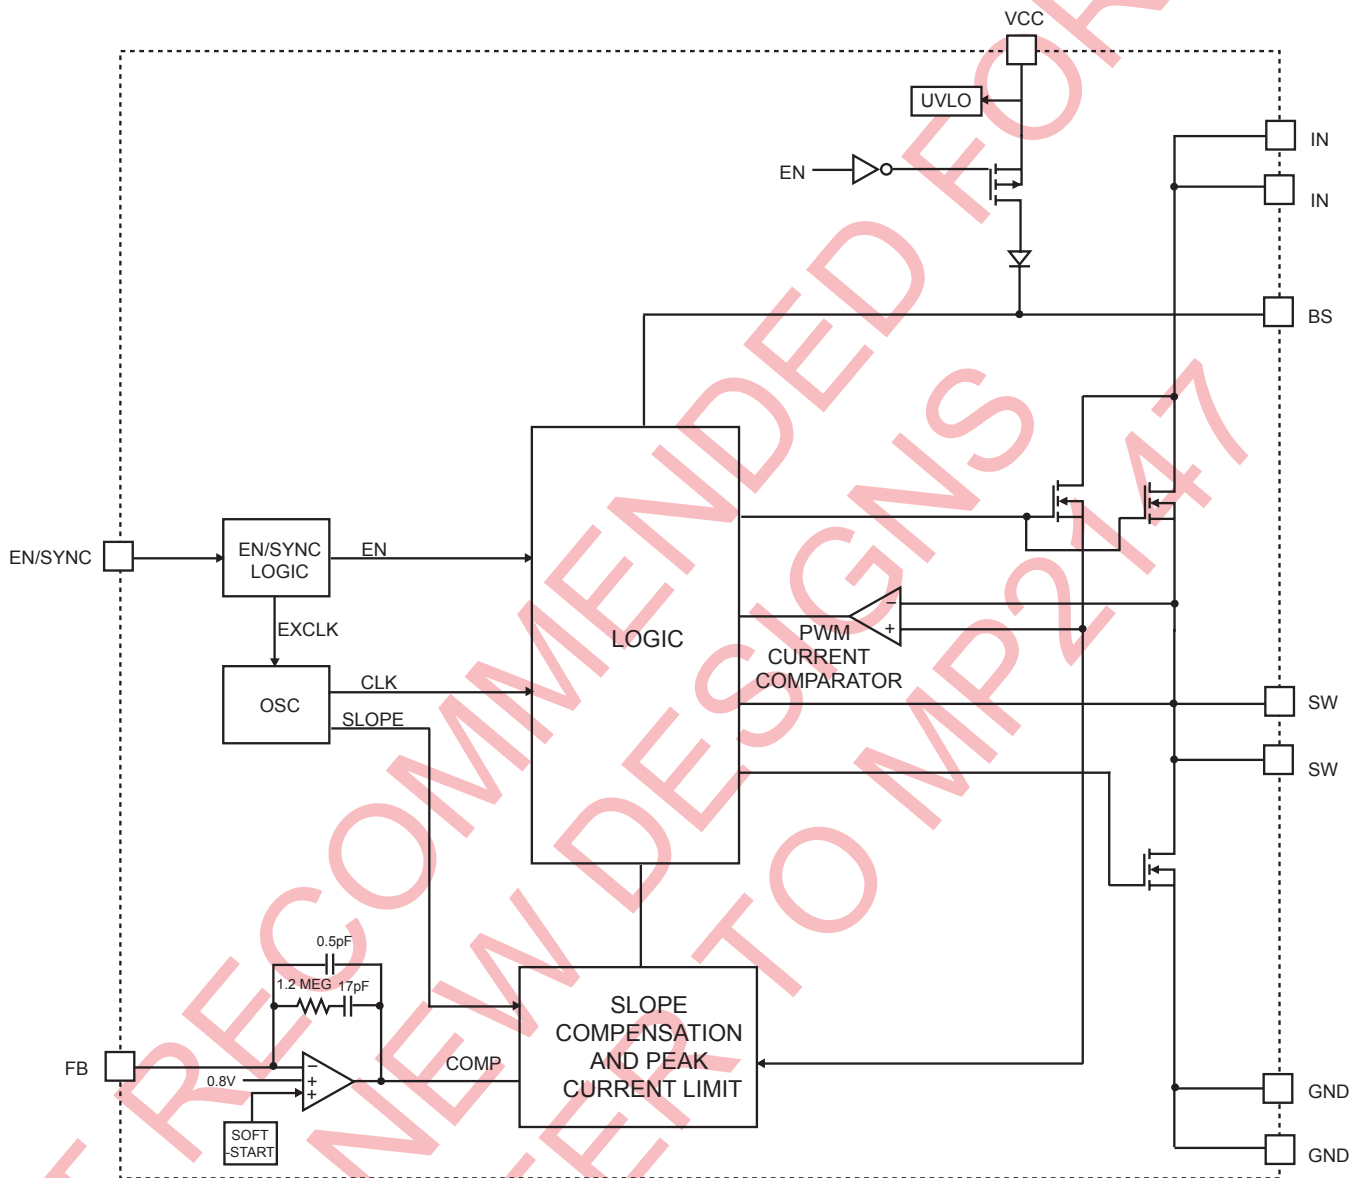 VCC
UVLO
IN
EN
IN
BS
EN/SYNC
EN/SYNC
LOGIC
EN
EXCLK
OSC
CLK
SLOPE
LOGIC
PWM
CURRENT
COMPARATOR
−
+
SW
SW
0.5pF
1.2 MEG
17pF
FB
0.8V
−
+
+
SOFT
-START
COMP
SLOPE
COMPENSATION
AND PEAK
CURRENT LIMIT
GND
GND
T RECOMMENDED FOR
NEW DESIGNS
ER TO MP2147